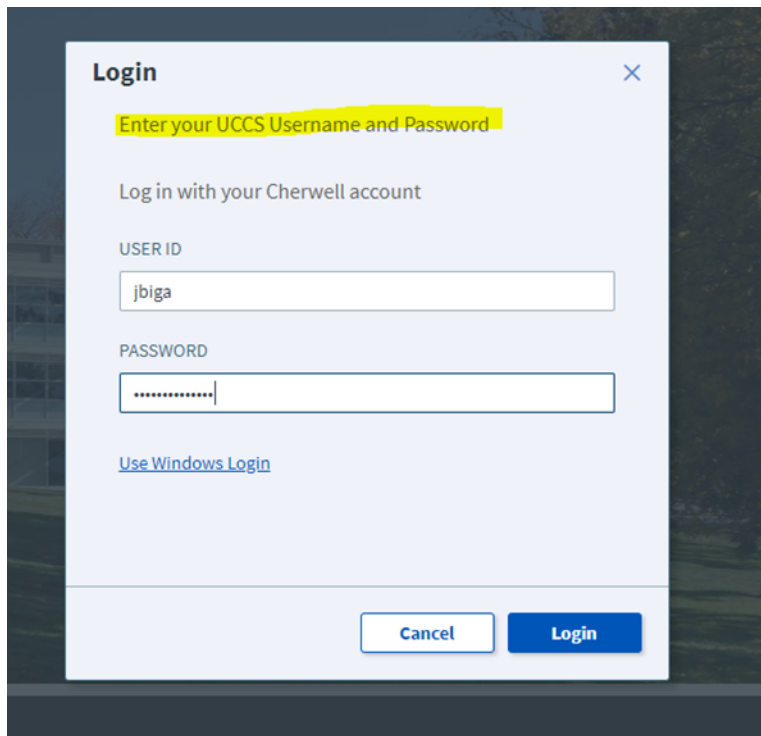 Login
Enter your UCCS Username and Password
Log in with your Cherwell account
USER ID
jbiga
PASSWORD
••••••••••••••
Use Windows Login
Cancel
Login